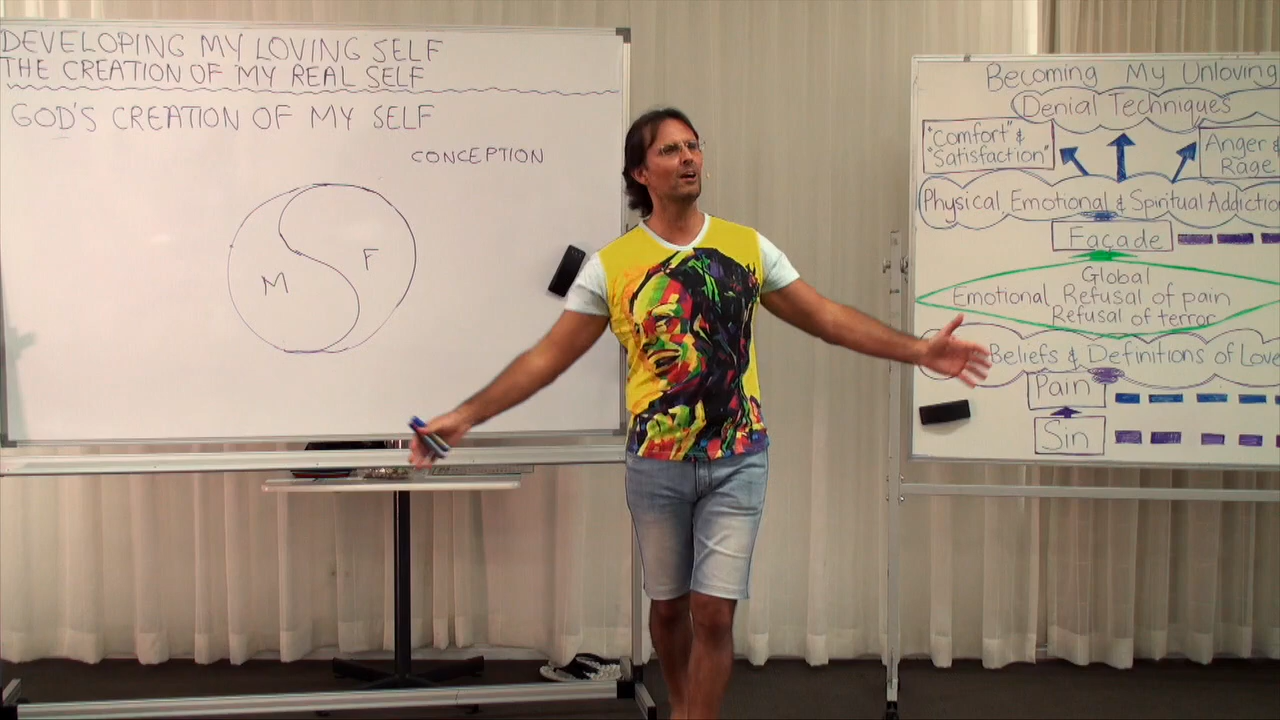 DEVELOPING MY LOVING SELF
THE CREATION OF MY REAL SELF
GOD'S CREATION OF MY SELF
CONCEPTION
M
F
Becoming My Unloving
Denial Techniques
"Comfort" &
"Satisfaction"
Anger &
Rage
Physical Emotional & Spiritual Addictio
Façade
Global
Emotional Refusal of pain
Refusal of terror
Beliefs & Definitions of Love
Pain
Sin